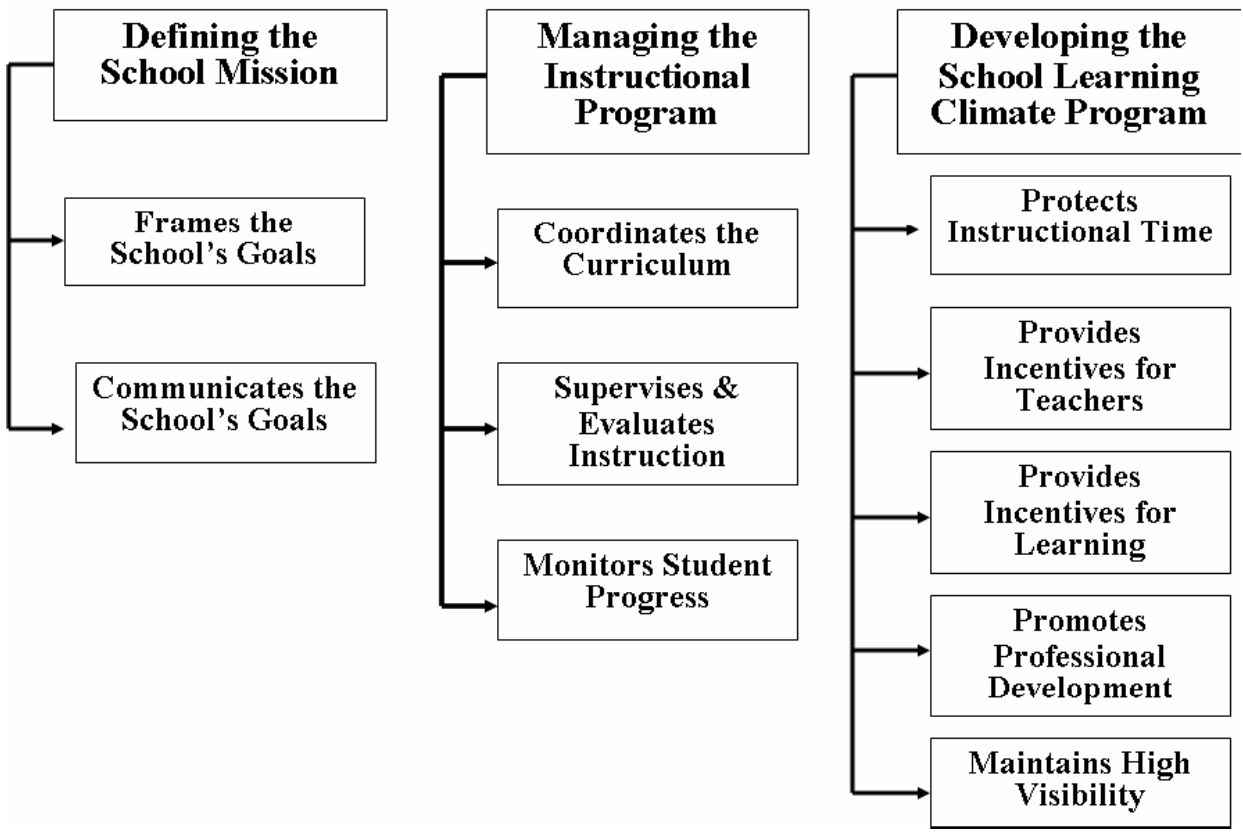 Defining the
School Mission
Frames the
School's Goals
Communicates the
School's Goals
Managing the
Instructional
Program
Coordinates the
Curriculum
Supervises &
Evaluates
Instruction
Monitors Student
Progress
Developing the
School Learning
Climate Program
Protects
Instructional Time
Provides
Incentives for
Teachers
Provides
Incentives for
Learning
Promotes
Professional
Development
Maintains High
Visibility